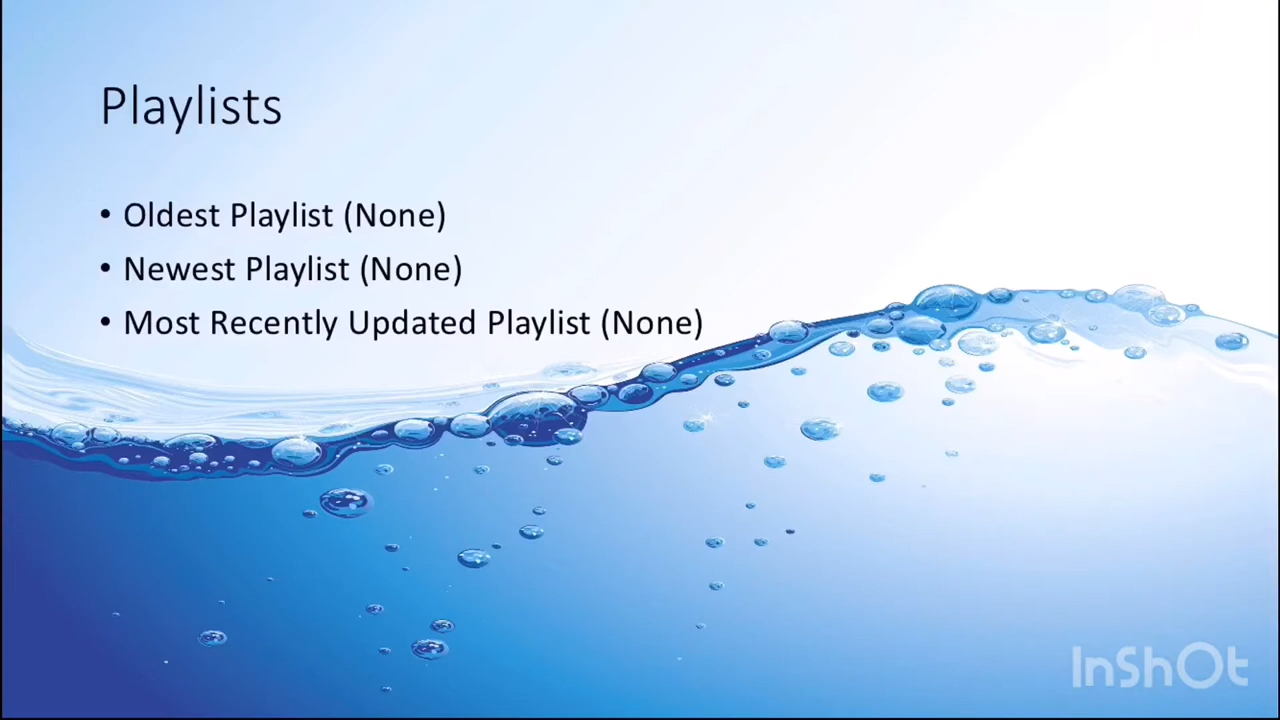 Playlists
• Oldest Playlist (None)
• Newest Playlist (None)
• Most Recently Updated Playlist (None)
InShOt